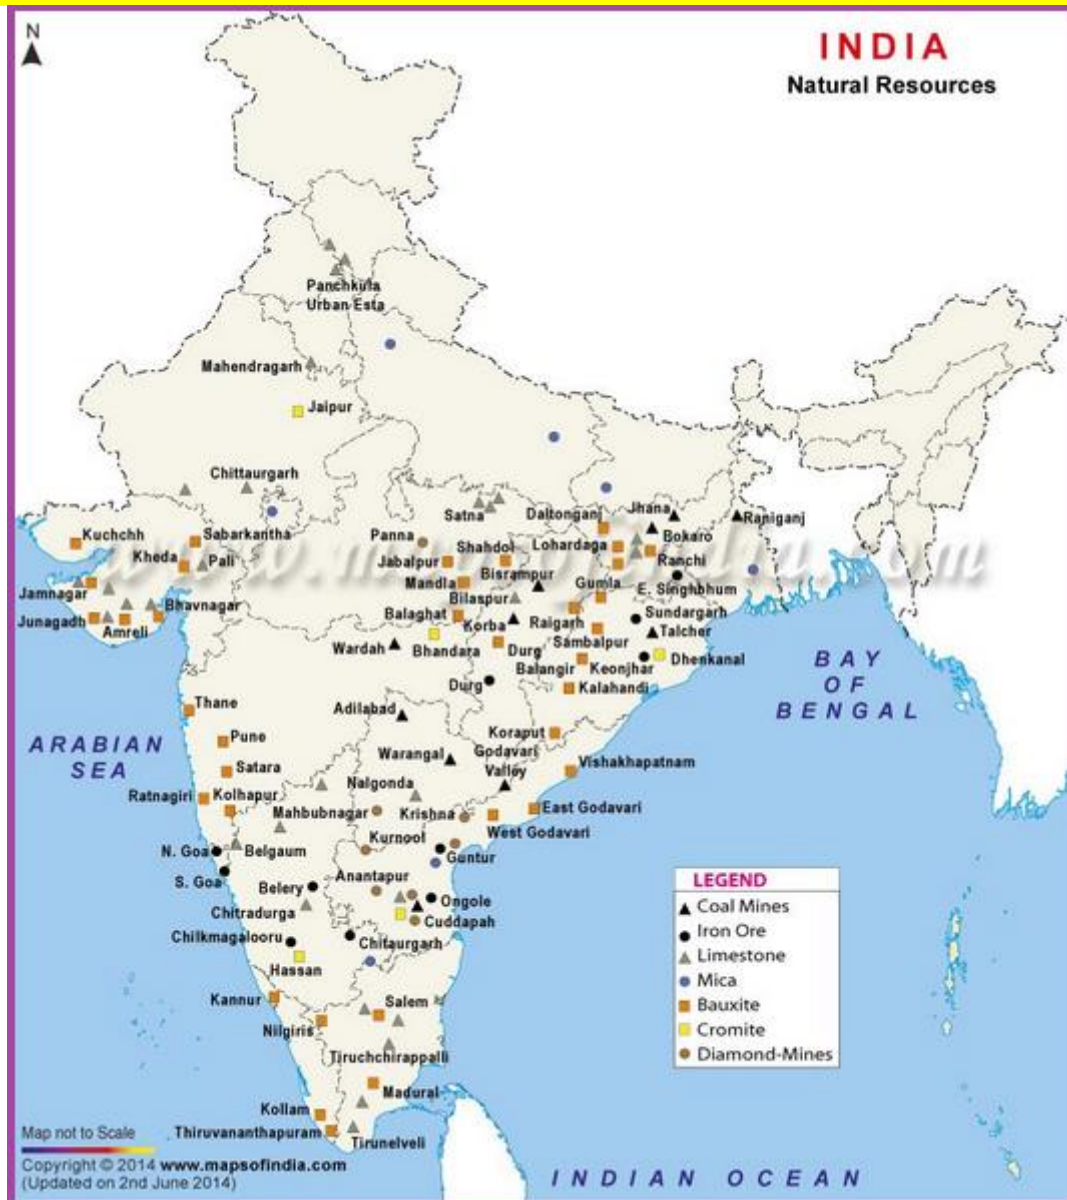 N
INDIA
Natural Resources
Panchkula
Urban Esta
Mahendragarh
Jaipur
Chittaurgarh
Satna
Daltonganj
Jhana
Raniganj
Kuchchh
Sabarkantha
Panna
Shahdol
Lohardaga
Bokaro
www.mapsofindia.com
Kheda
Pali
Jabalpur
Bisrampur
Ranchi
Jamnagar
Mandla
Gumla
E. Singhbhum
Bhavnagar
Bilaspur
Junagadh
Amreli
Balaghat
Korba
Raigarh
Sundargarh
Talcher
Wardah
Bhandara
Durg
Sambalpur
Balangir
Keonjhar
Dhenkanal
BAY
OF
BENGAL
Durg
Kalahandi
Thane
Adilabad
Koraput
ARABIAN
SEA
Pune
Warangal
Godavari
Valley
Vishakhapatnam
Satara
Ratnagiri
Kolhapur
Nalgonda
Mahbubnagar
Krishna
East Godavari
West Godavari
Kurnool
N. Goa
Belgaum
Guntur
S. Goa
Anantapur
Belery
Ongole
Chitradurga
Cuddapah
Chilkmagalooru
Chitaurgarh
Hassan
Kannur
Salem
Nilgiris
Tiruchchirappalli
Madural
Kollam
Thiruvananthapuram
Tirunelveli
LEGEND
Coal Mines
Iron Ore
Limestone
Mica
Bauxite
Cromite
Diamond-Mines
Map not to Scale
Copyright © 2014 www.mapsofindia.com
(Updated on 2nd June 2014)
INDIAN OCEAN